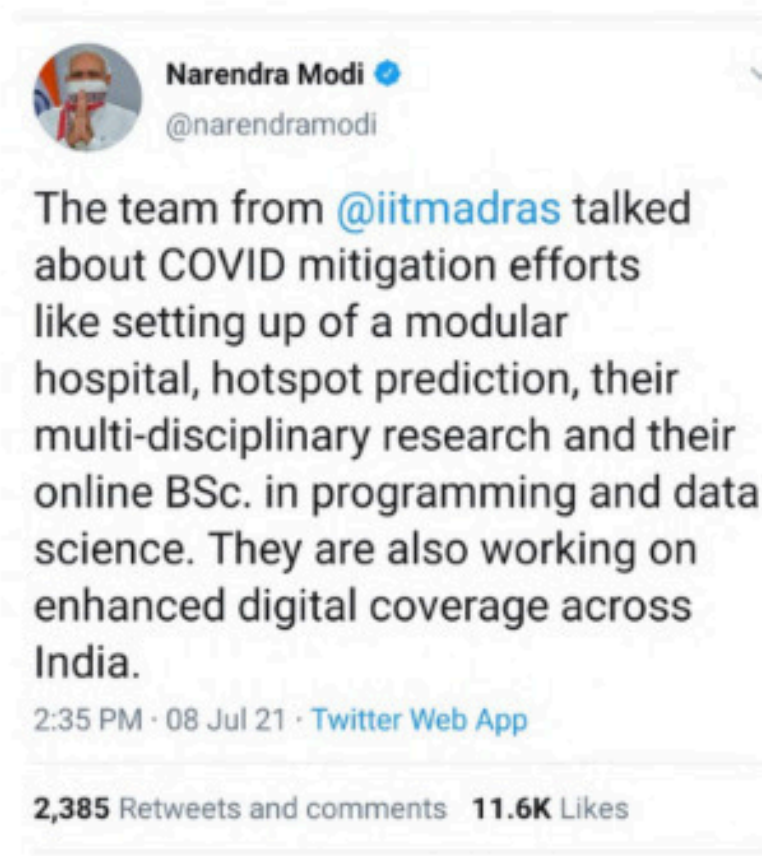 Narendra Modi
@narendramodi
The team from @iitmadras talked
about COVID mitigation efforts
like setting up of a modular
hospital, hotspot prediction, their
multi-disciplinary research and their
online BSc. in programming and data
science. They are also working on
enhanced digital coverage across
India.
2:35 PM · 08 Jul 21 · Twitter Web App
2,385 Retweets and comments 11.6K Likes